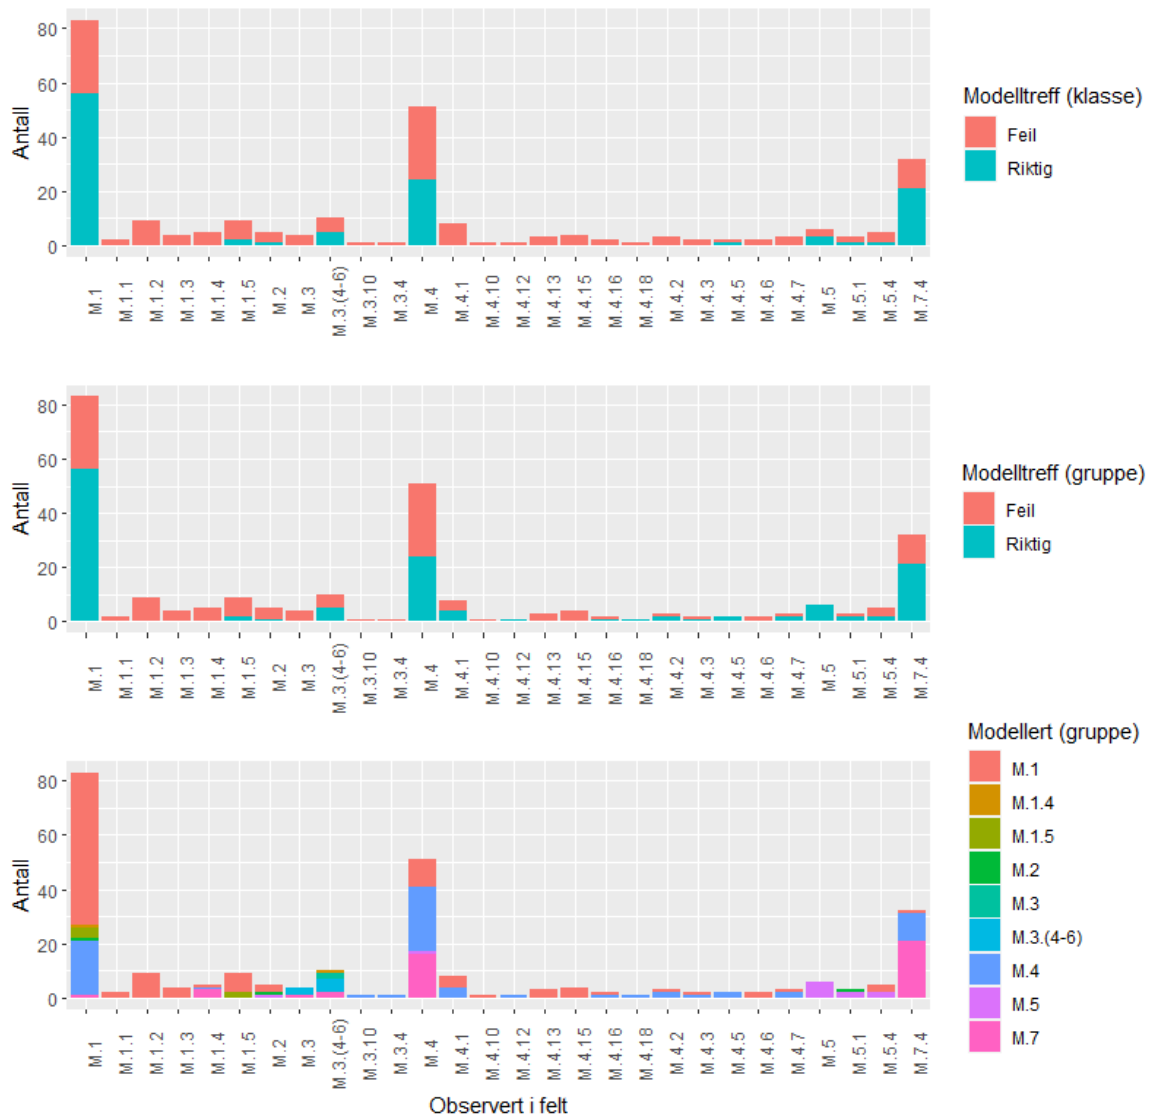 80
60
40
20
0
Antall
M.1
M.1.1
M.1.2
M.1.3
M.1.4
M.1.5
M.2
M.3
M.3.(4-6)
M.3.10
M.3.4
M.4
M.4.1
M.4.10
M.4.12
M.4.13
M.4.15
M.4.16
M.4.18
M.4.2
M.4.3
M.4.5
M.4.6
M.4.7
M.5
M.5.1
M.5.4
M.7.4
Modelltreff (klasse)
Feil
Riktig
80
60
40
20
0
Antall
M.1
M.1.1
M.1.2
M.1.3
M.1.4
M.1.5
M.2
M.3
M.3.(4-6)
M.3.10
M.3.4
M.4
M.4.1
M.4.10
M.4.12
M.4.13
M.4.15
M.4.16
M.4.18
M.4.2
M.4.3
M.4.5
M.4.6
M.4.7
M.5
M.5.1
M.5.4
M.7.4
Modelltreff (gruppe)
Feil
Riktig
80
60
40
20
0
Antall
M.1
M.1.1
M.1.2
M.1.3
M.1.4
M.1.5
M.2
M.3
M.3.(4-6)
M.3.10
M.3.4
M.4
M.4.1
M.4.10
M.4.12
M.4.13
M.4.15
M.4.16
M.4.18
M.4.2
M.4.3
M.4.5
M.4.6
M.4.7
M.5
M.5.1
M.5.4
M.7.4
Observert i felt
Modellert (gruppe)
M.1
M.1.4
M.1.5
M.2
M.3
M.3.(4-6)
M.4
M.5
M.7